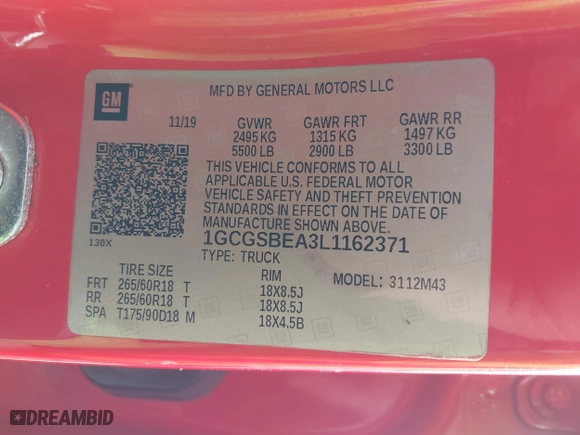 GM
MFD BY GENERAL MOTORS LLC
11/19 GVWR GAWR FRT GAWR RR
2495 KG 1315 KG 1497 KG
5500 LB 2900 LB 3300 LB
THIS VEHICLE CONFORMS TO ALL
APPLICABLE U.S. FEDERAL MOTOR
VEHICLE SAFETY AND THEFT PREVENTION
STANDARDS IN EFFECT ON THE DATE OF
MANUFACTURE SHOWN ABOVE.
130X 1GCGSBEA3L1162371
TYPE: TRUCK
TIRE SIZE RIM MODEL: 3112M43
FRT 265/60R18 T 18X8.5J
RR 265/60R18 T 18X8.5J
SPA T175/90D18 M 18X4.5B
DREAMBID